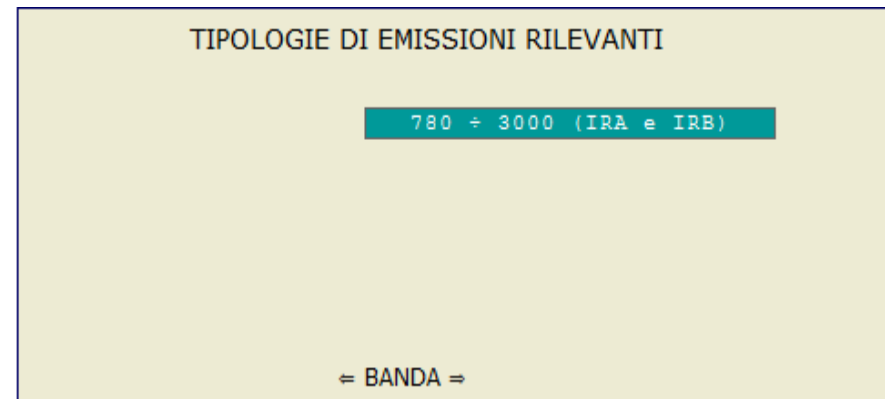 TIPOLOGIE DI EMISSIONI RILEVANTI
780 ÷ 3000 (IRA e IRB)
⇐ BANDA ⇒